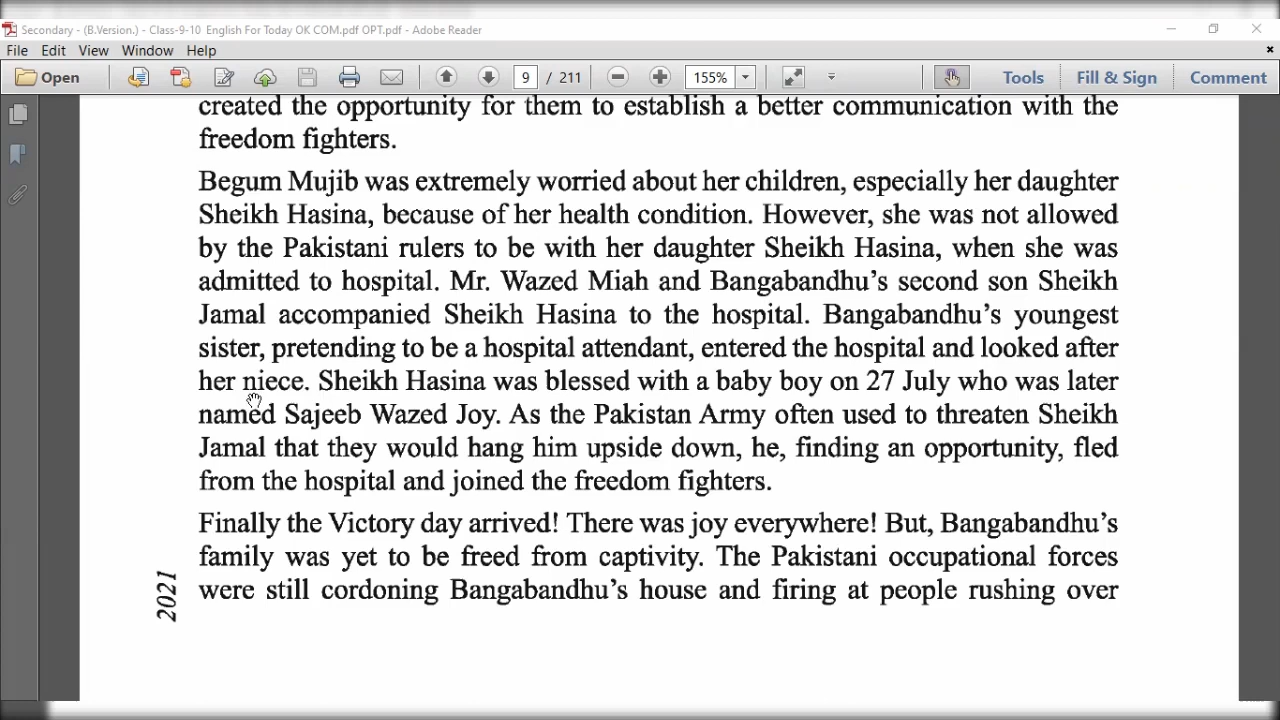 Secondary - (B.Version.) - Class-9-10 English For Today OK COM.pdf OPT.pdf - Adobe Reader
File Edit View Window Help
Open 9 / 211 155% Tools Fill & Sign Comment
created the opportunity for them to establish a better communication with the
freedom fighters.
Begum Mujib was extremely worried about her children, especially her daughter
Sheikh Hasina, because of her health condition. However, she was not allowed
by the Pakistani rulers to be with her daughter Sheikh Hasina, when she was
admitted to hospital. Mr. Wazed Miah and Bangabandhu's second son Sheikh
Jamal accompanied Sheikh Hasina to the hospital. Bangabandhu's youngest
sister, pretending to be a hospital attendant, entered the hospital and looked after
her niece. Sheikh Hasina was blessed with a baby boy on 27 July who was later
named Sajeeb Wazed Joy. As the Pakistan Army often used to threaten Sheikh
Jamal that they would hang him upside down, he, finding an opportunity, fled
from the hospital and joined the freedom fighters.
Finally the Victory day arrived! There was joy everywhere! But, Bangabandhu's
family was yet to be freed from captivity. The Pakistani occupational forces
were still cordoning Bangabandhu's house and firing at people rushing over
2021